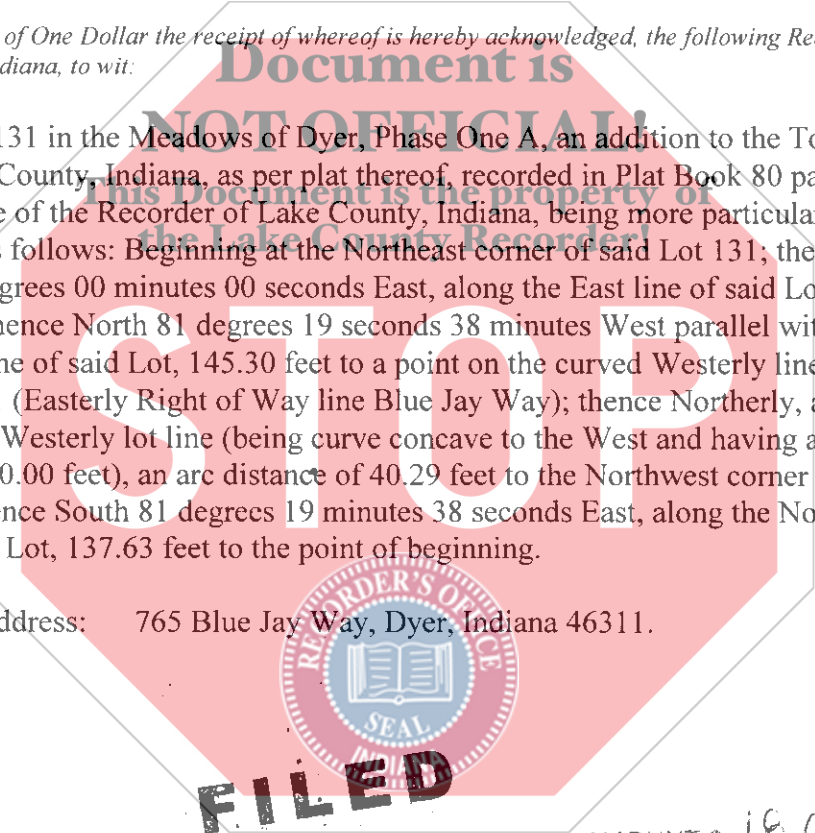 of One Dollar the receipt of whereof is hereby acknowledged, the following Re
diana, to wit:
Document is
NOT OFFICIAL!
This Document is the property of
the Lake County Recorder!
131 in the Meadows of Dyer, Phase One A, an addition to the To
County, Indiana, as per plat thereof, recorded in Plat Book 80 pa
e of the Recorder of Lake County, Indiana, being more particula
s follows: Beginning at the Northeast corner of said Lot 131; the
grees 00 minutes 00 seconds East, along the East line of said Lo
hence North 81 degrees 19 seconds 38 minutes West parallel wit
ne of said Lot, 145.30 feet to a point on the curved Westerly line
(Easterly Right of Way line Blue Jay Way); thence Northerly, a
Westerly lot line (being curve concave to the West and having a
0.00 feet), an arc distance of 40.29 feet to the Northwest corner
ence South 81 degrees 19 minutes 38 seconds East, along the No
Lot, 137.63 feet to the point of beginning.
STOP
ddress: 765 Blue Jay Way, Dyer, Indiana 46311.
RECORDER'S OFFICE
SEAL
INDIANA
FILED